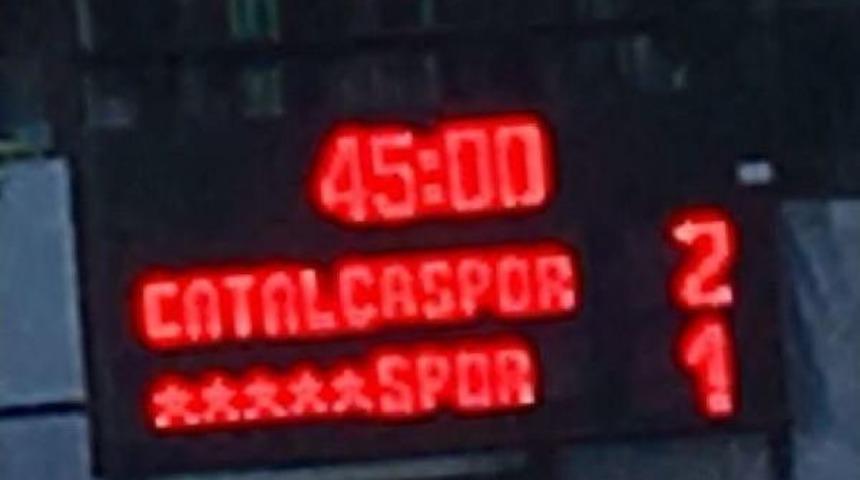 45:00
CATALCASPOR 2
*****SPOR 1